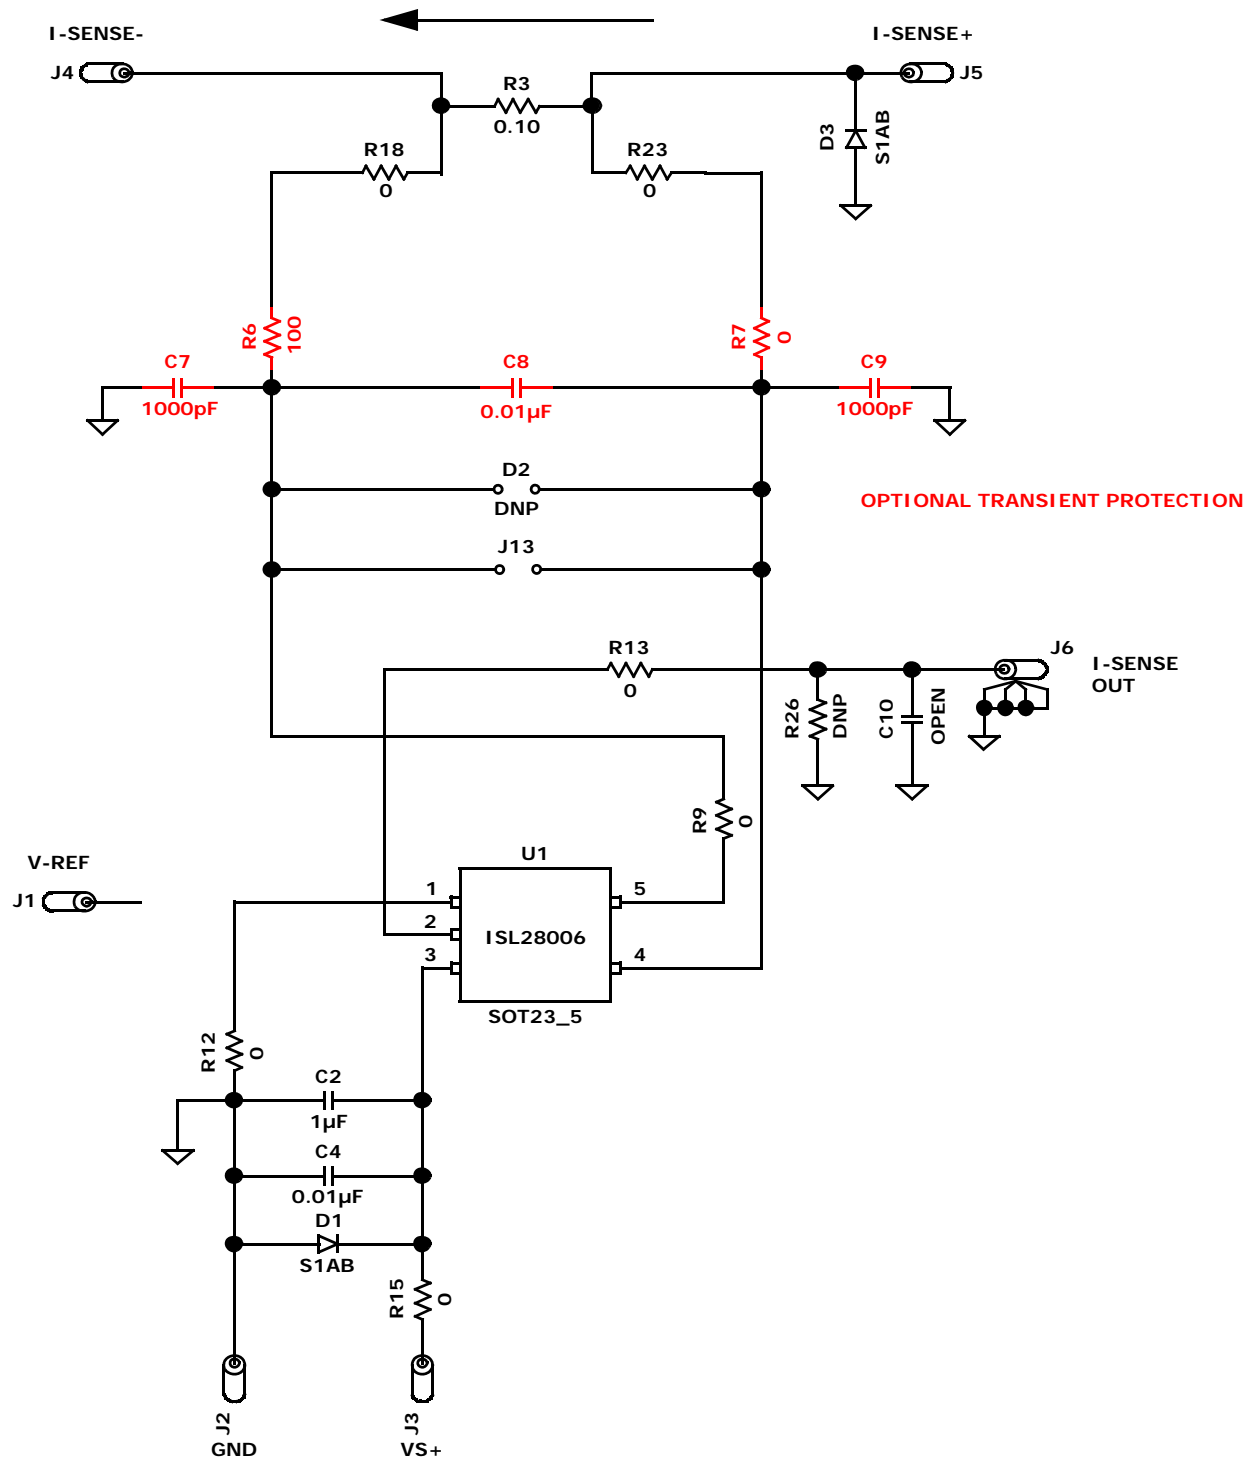 I-SENSE-
I-SENSE+
J4
J5
R3
0.10
D3
S1AB
R18
0
R23
0
R6
100
R7
0
C7
1000pF
C8
0.01µF
C9
1000pF
D2
DNP
OPTIONAL TRANSIENT PROTECTION
J13
R13
0
J6
I-SENSE
OUT
R26
DNP
C10
OPEN
R9
0
V-REF
J1
U1
1
2
3
5
4
ISL28006
SOT23_5
R12
0
C2
1µF
C4
0.01µF
D1
S1AB
R15
0
J2
GND
J3
VS+